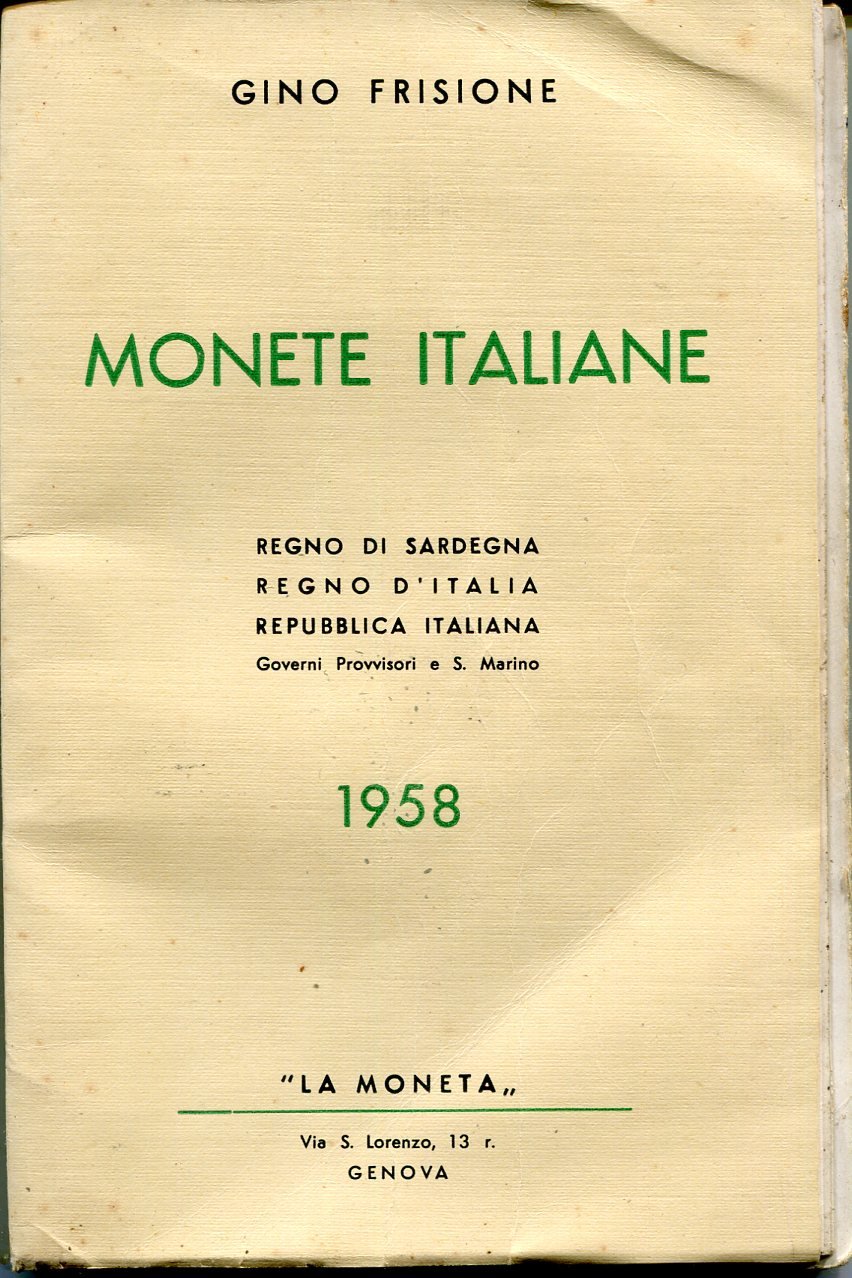 GINO FRISIONE
MONETE ITALIANE
REGNO DI SARDEGNA
REGNO D'ITALIA
REPUBBLICA ITALIANA
Governi Provvisori e S. Marino
1958
"LA MONETA„
Via S. Lorenzo, 13 r.
GENOVA